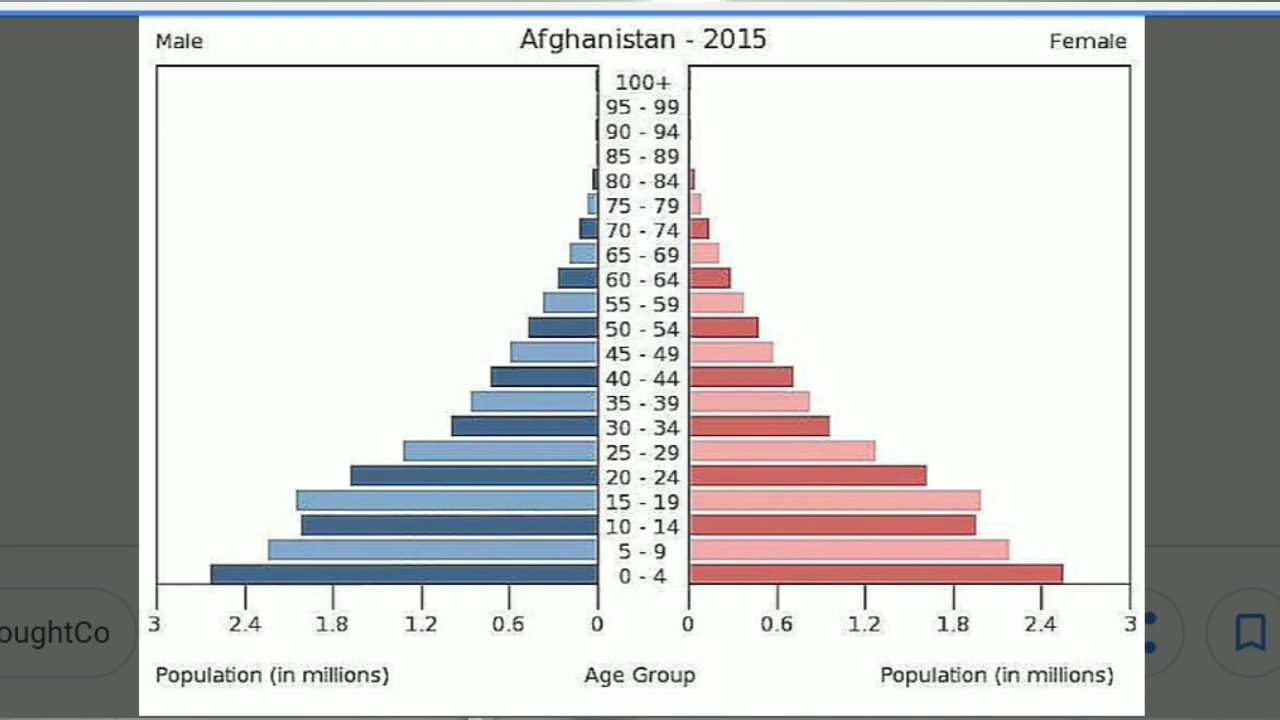 Male Afghanistan - 2015 Female
100+
95 - 99
90 - 94
85 - 89
80 - 84
75 - 79
70 - 74
65 - 69
60 - 64
55 - 59
50 - 54
45 - 49
40 - 44
35 - 39
30 - 34
25 - 29
20 - 24
15 - 19
10 - 14
5 - 9
0 - 4
3 2.4 1.8 1.2 0.6 0 0 0.6 1.2 1.8 2.4 3
oughtCo
Population (in millions) Age Group Population (in millions)